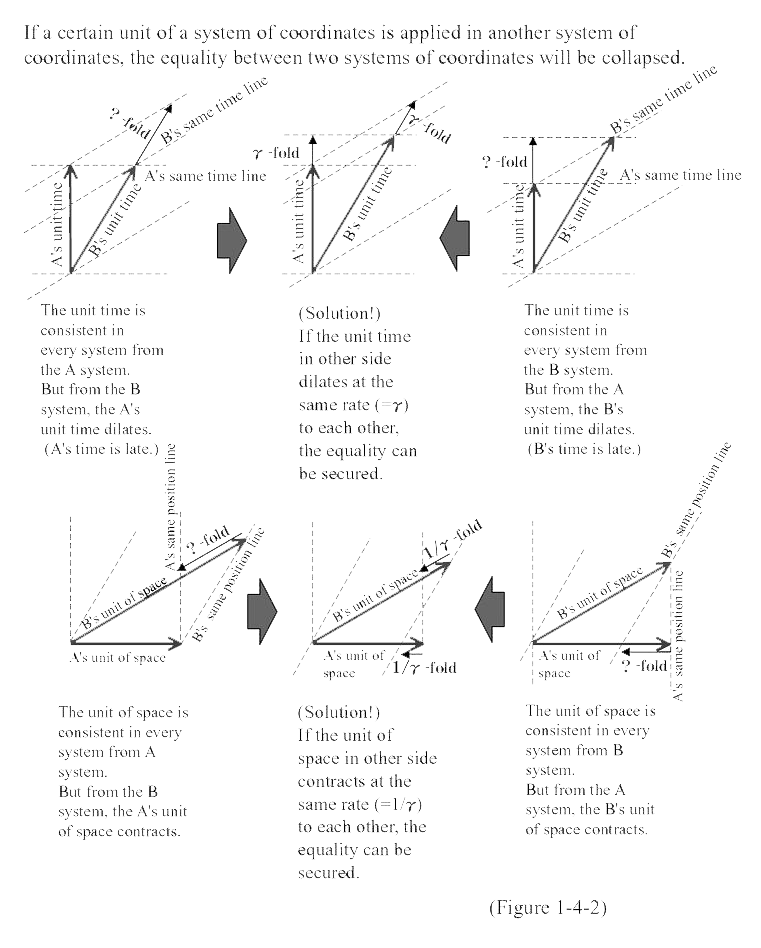 If a certain unit of a system of coordinates is applied in another system of
coordinates, the equality between two systems of coordinates will be collapsed.
? -fold
B's same time line
A's same time line
A's unit time
B's unit time
γ -fold
γ -fold
A's unit time
B's unit time
B's same time line
? -fold
A's same time line
A's unit time
B's unit time
The unit time is
consistent in
every system from
the A system.
But from the B
system, the A's
unit time dilates.
(A's time is late.)
(Solution!)
If the unit time
in other side
dilates at the
same rate (=γ)
to each other,
the equality can
be secured.
The unit time is
consistent in
every system from
the B system.
But from the A
system, the B's
unit time dilates.
(B's time is late.)
A's same position line
? -fold
B's unit of space
B's same position line
A's unit of space
1/γ -fold
B's unit of space
A's unit of
space
1/γ -fold
B's same position line
B's unit of space
A's unit of
space
? -fold
A's same position line
The unit of space is
consistent in every
system from A
system.
But from the B
system, the A's unit
of space contracts.
(Solution!)
If the unit of
space in other side
contracts at the
same rate (=1/γ)
to each other, the
equality can be
secured.
The unit of space is
consistent in every
system from B
system.
But from the A
system, the B's unit
of space contracts.
(Figure 1-4-2)